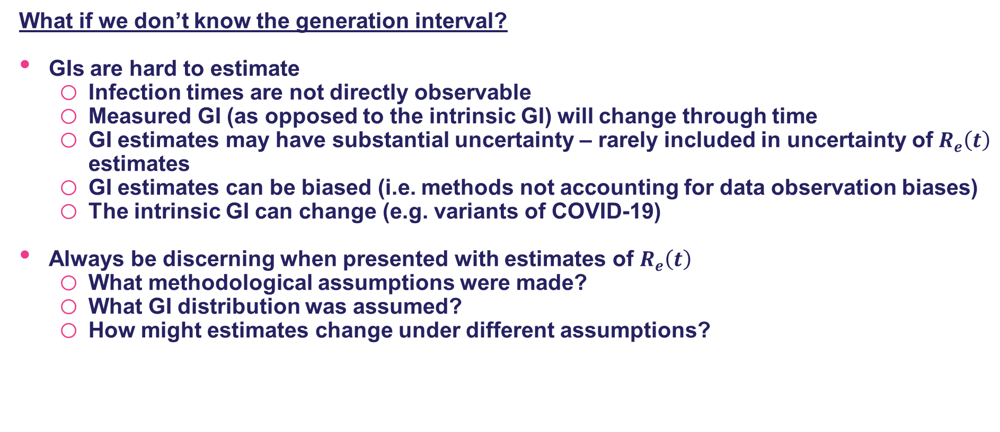 What if we don’t know the generation interval?
• GIs are hard to estimate
○ Infection times are not directly observable
○ Measured GI (as opposed to the intrinsic GI) will change through time
○ GI estimates may have substantial uncertainty – rarely included in uncertainty of Rₑ(t)
estimates
○ GI estimates can be biased (i.e. methods not accounting for data observation biases)
○ The intrinsic GI can change (e.g. variants of COVID-19)
• Always be discerning when presented with estimates of Rₑ(t)
○ What methodological assumptions were made?
○ What GI distribution was assumed?
○ How might estimates change under different assumptions?